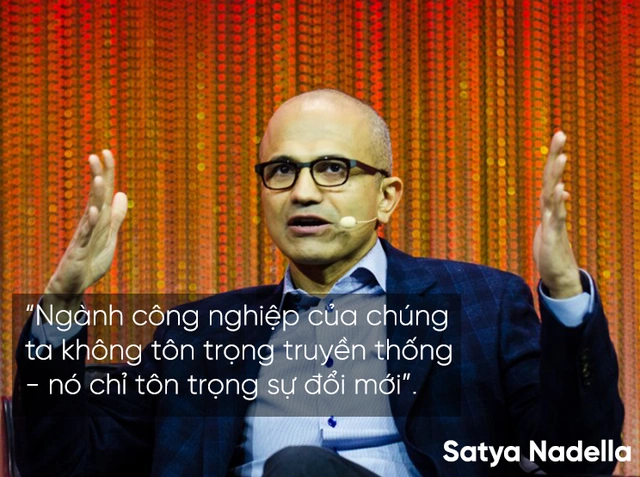 “Ngành công nghiệp của chúng
ta không tôn trọng truyền thống
- nó chỉ tôn trọng sự đổi mới”.
Satya Nadella